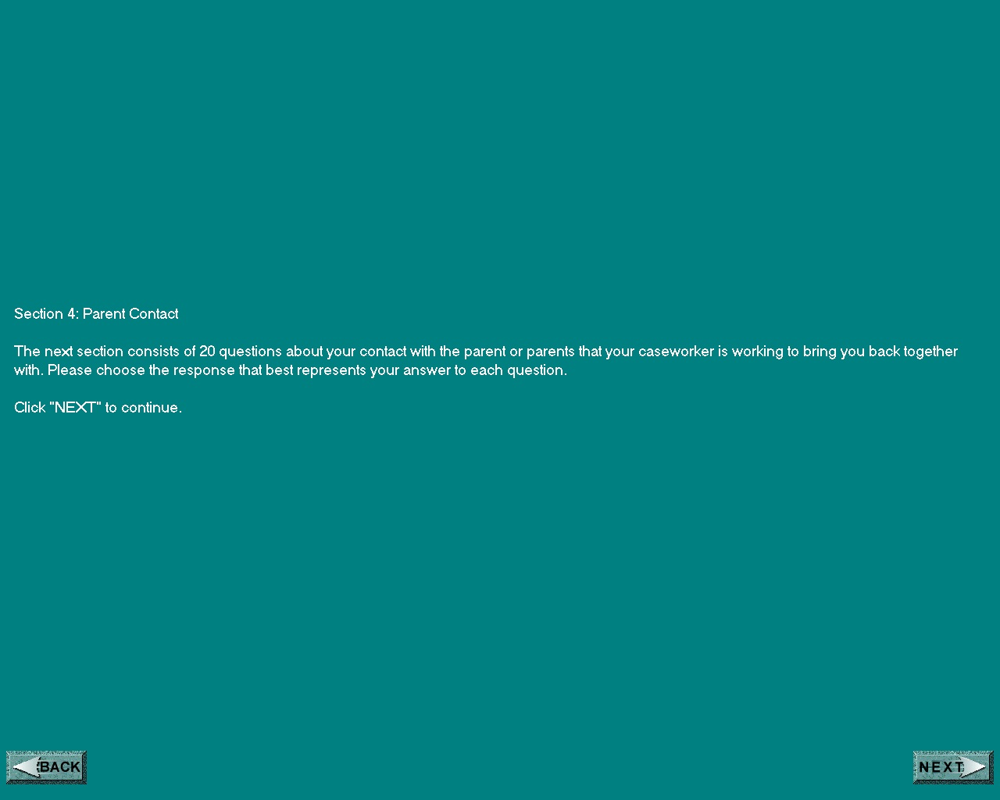 Section 4: Parent Contact
The next section consists of 20 questions about your contact with the parent or parents that your caseworker is working to bring you back together
with. Please choose the response that best represents your answer to each question.
Click "NEXT" to continue.
BACK
NEXT